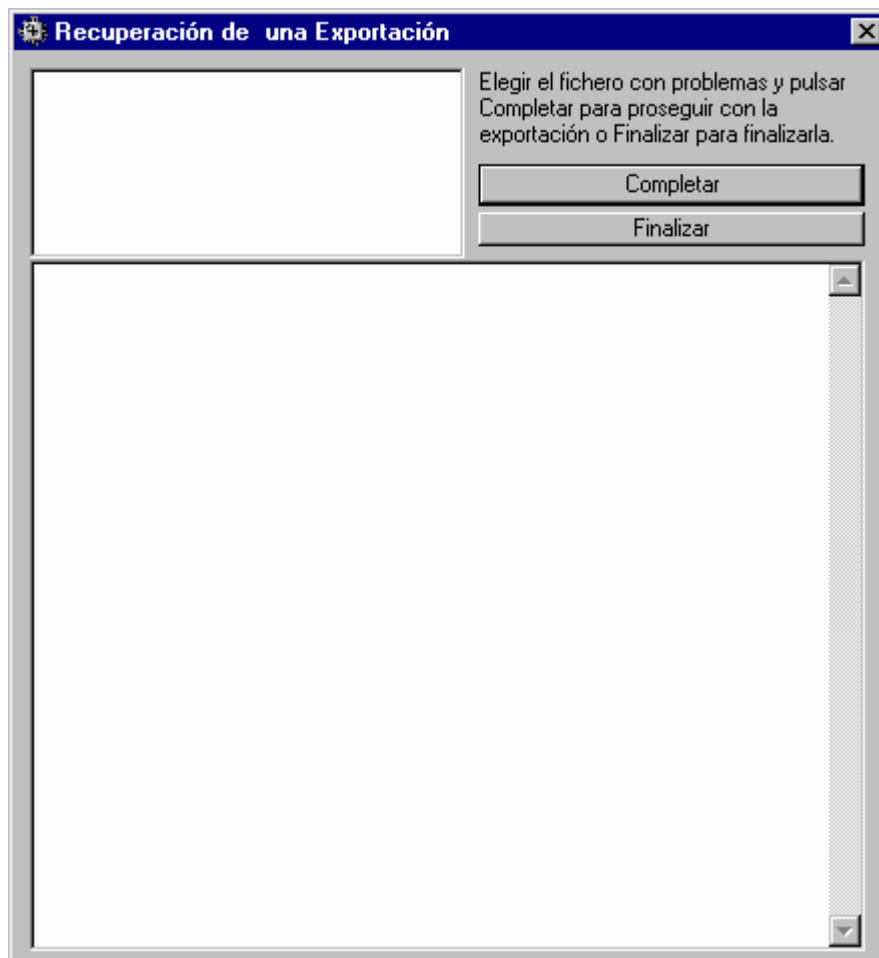 Recuperación de  una Exportación
Elegir el fichero con problemas y pulsar
Completar para proseguir con la
exportación o Finalizar para finalizarla.
Completar
Finalizar